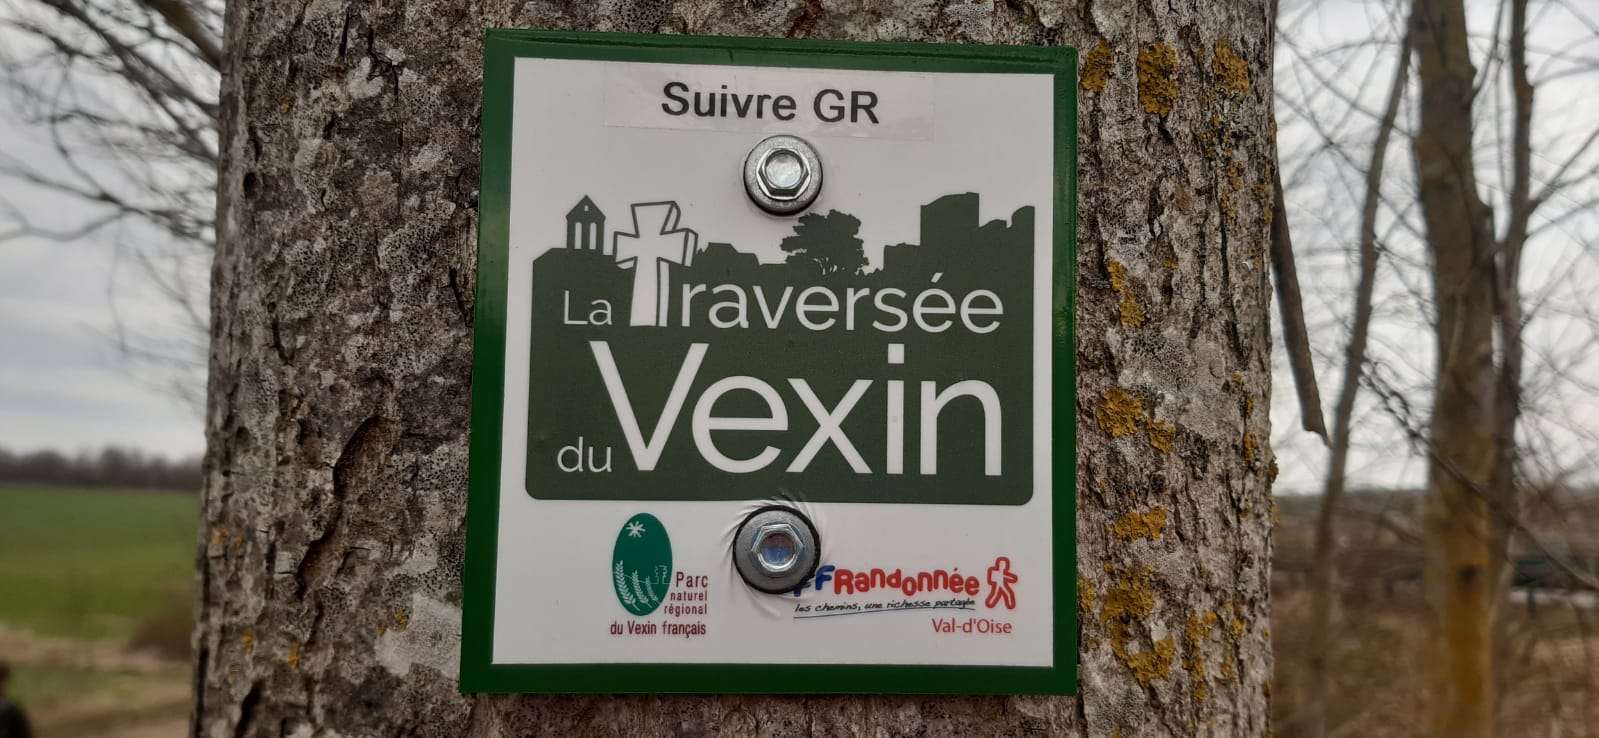 Suivre GR
La Traversée
du Vexin
Parc
naturel
régional
du Vexin français
FFRandonnée
les chemins, une richesse partagée
Val-d'Oise